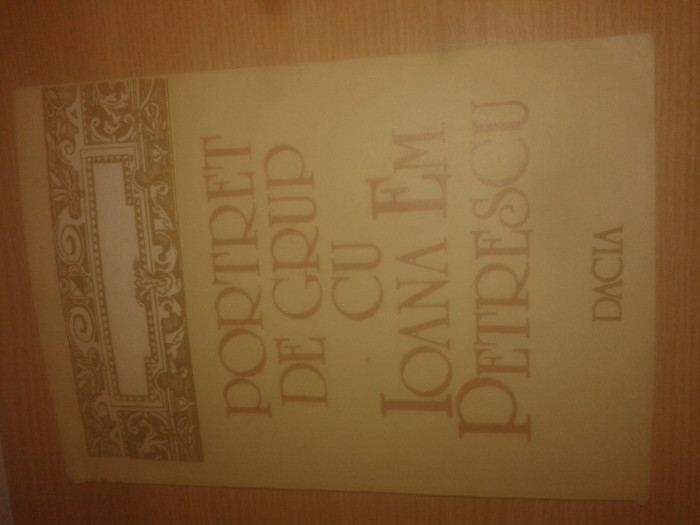 PORTRET
DE GRUP
CU
IOANA EM.
PETRESCU
DACIA